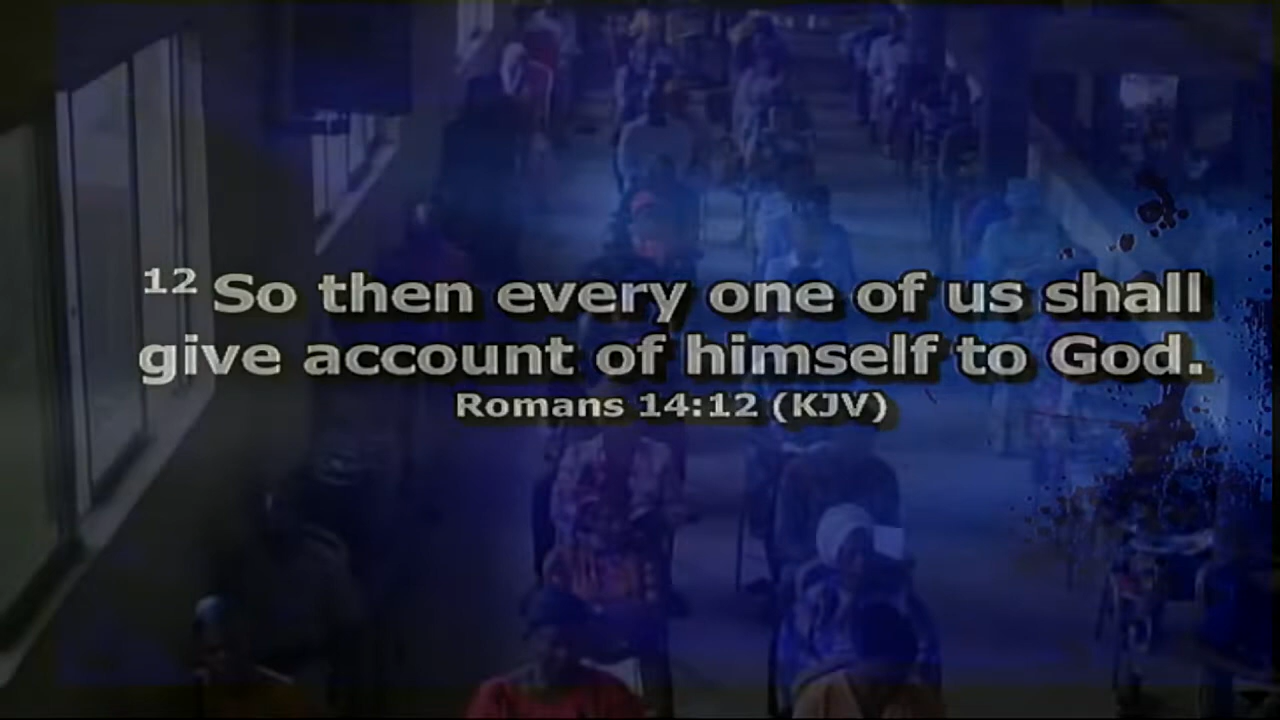 12 So then every one of us shall
give account of himself to God.
Romans 14:12 (KJV)